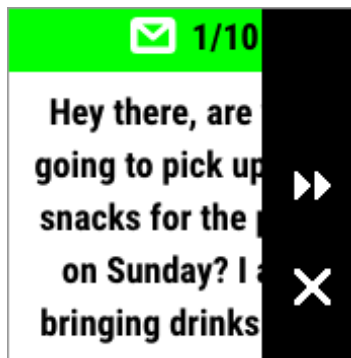 1/10
Hey there, are
going to pick up
snacks for the
on Sunday? I
bringing drinks